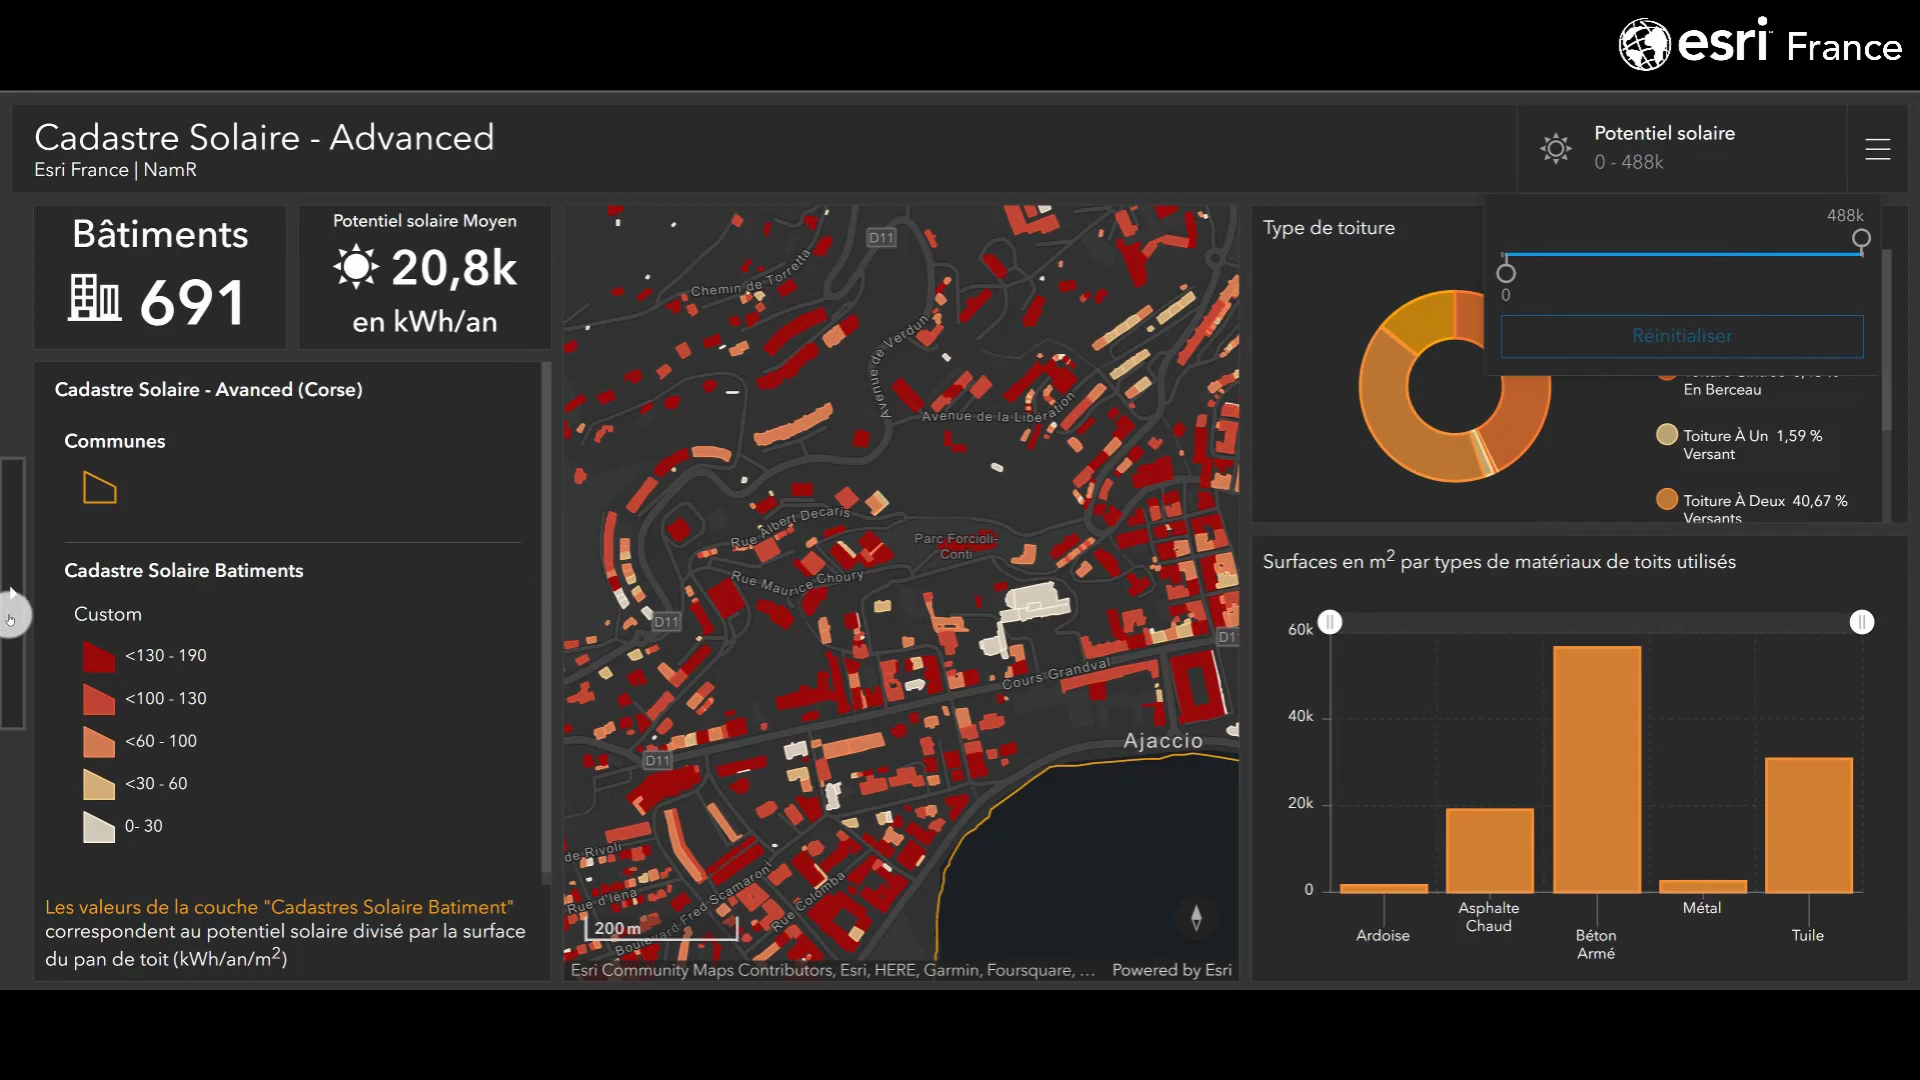 esri France
Cadastre Solaire - Advanced
Esri France | NamR
Potentiel solaire
0 - 488k
Bâtiments
691
Potentiel solaire Moyen
20,8k
en kWh/an
Cadastre Solaire - Avanced (Corse)
Communes
Cadastre Solaire Batiments
Custom
<130 - 190
<100 - 130
<60 - 100
<30 - 60
0- 30
Les valeurs de la couche "Cadastres Solaire Batiment"
correspondent au potentiel solaire divisé par la surface
du pan de toit (kWh/an/m2)
D11
Chemin de Torretta
Avenue de Verdun
Avenue de la Libération
Rue Albert Decaris
Parc Forcioli-
Conti
Rue Maurice Choury
D11
D1
Cours Grandval
Ajaccio
D11
de Rivoli
Rue d'Iéna
Boulevard Fred Scamaroni
Rue Colomba
200 m
Esri Community Maps Contributors, Esri, HERE, Garmin, Foursquare, ...
Powered by Esri
Type de toiture
488k
0
Réinitialiser
En Berceau
Toiture À Un 1,59 %
Versant
Toiture À Deux 40,67 %
Versants
Surfaces en m2 par types de matériaux de toits utilisés
60k
40k
20k
0
Ardoise
Asphalte
Chaud
Béton
Armé
Métal
Tuile